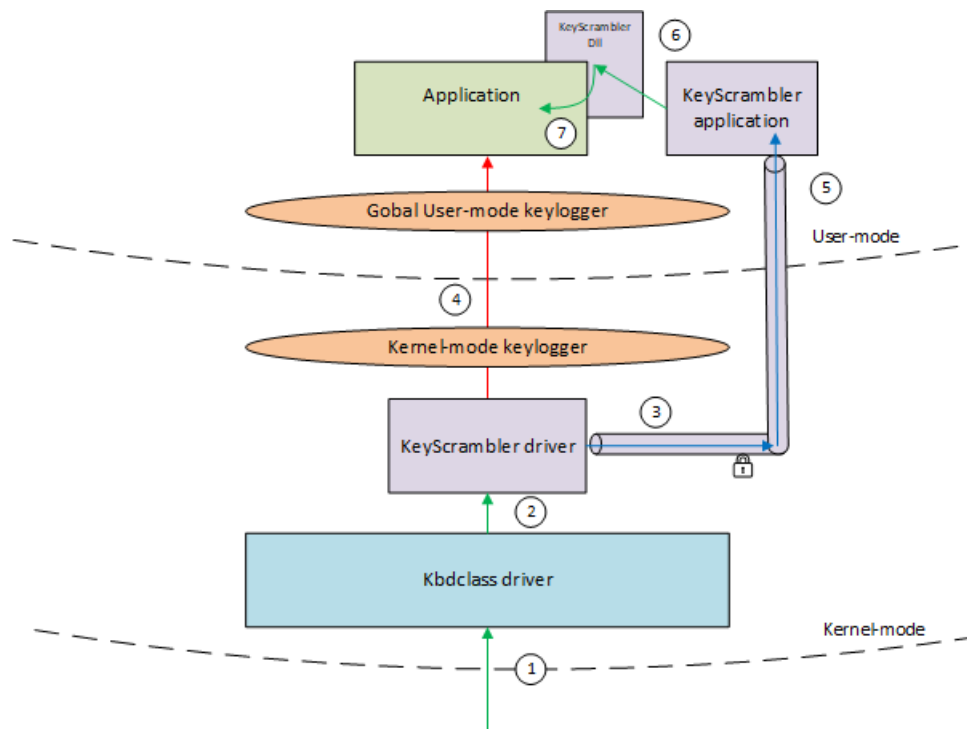 KeyScrambler
Dll
6
Application
KeyScrambler
application
7
5
Gobal User-mode keylogger
User-mode
4
Kernel-mode keylogger
3
KeyScrambler driver
2
Kbdclass driver
Kernel-mode
1